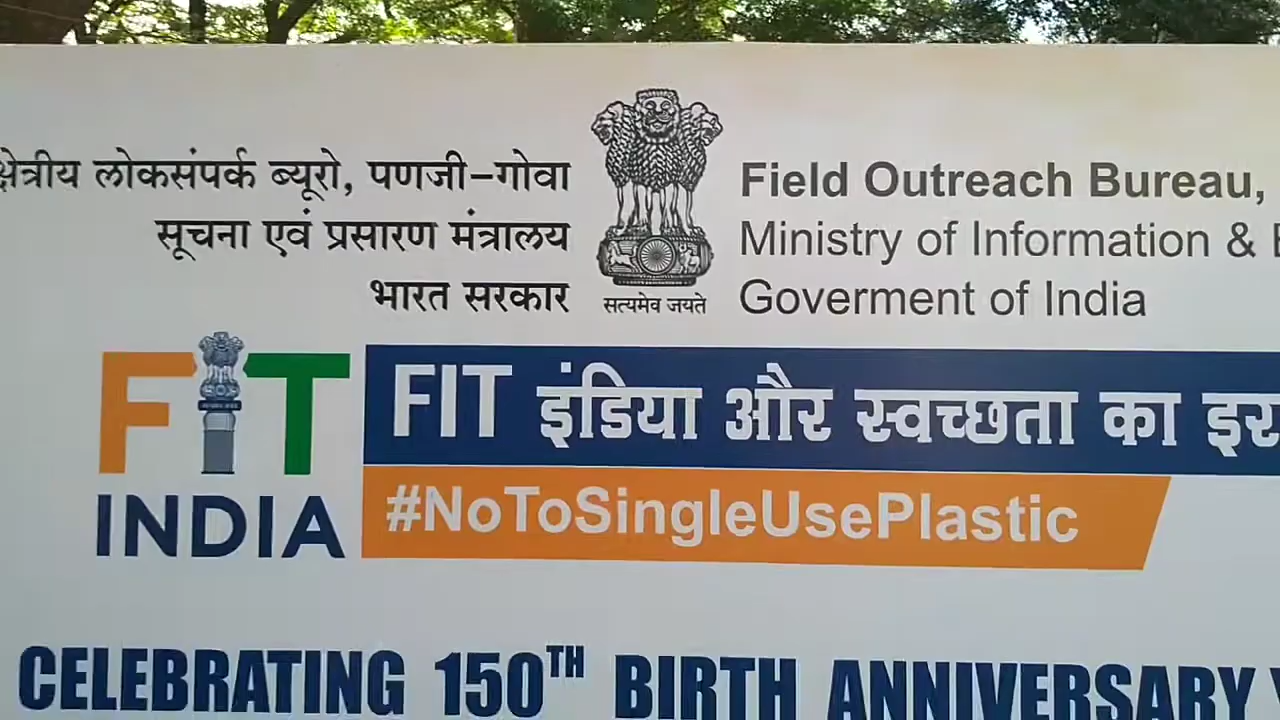 क्षेत्रीय लोकसंपर्क ब्यूरो, पणजी-गोवा
सूचना एवं प्रसारण मंत्रालय
भारत सरकार
सत्यमेव जयते
Field Outreach Bureau,
Ministry of Information &
Goverment of India
FIT
INDIA
FIT इंडिया और स्वच्छता का
#NoToSingleUsePlastic
CELEBRATING 150TH BIRTH ANNIVERSARY